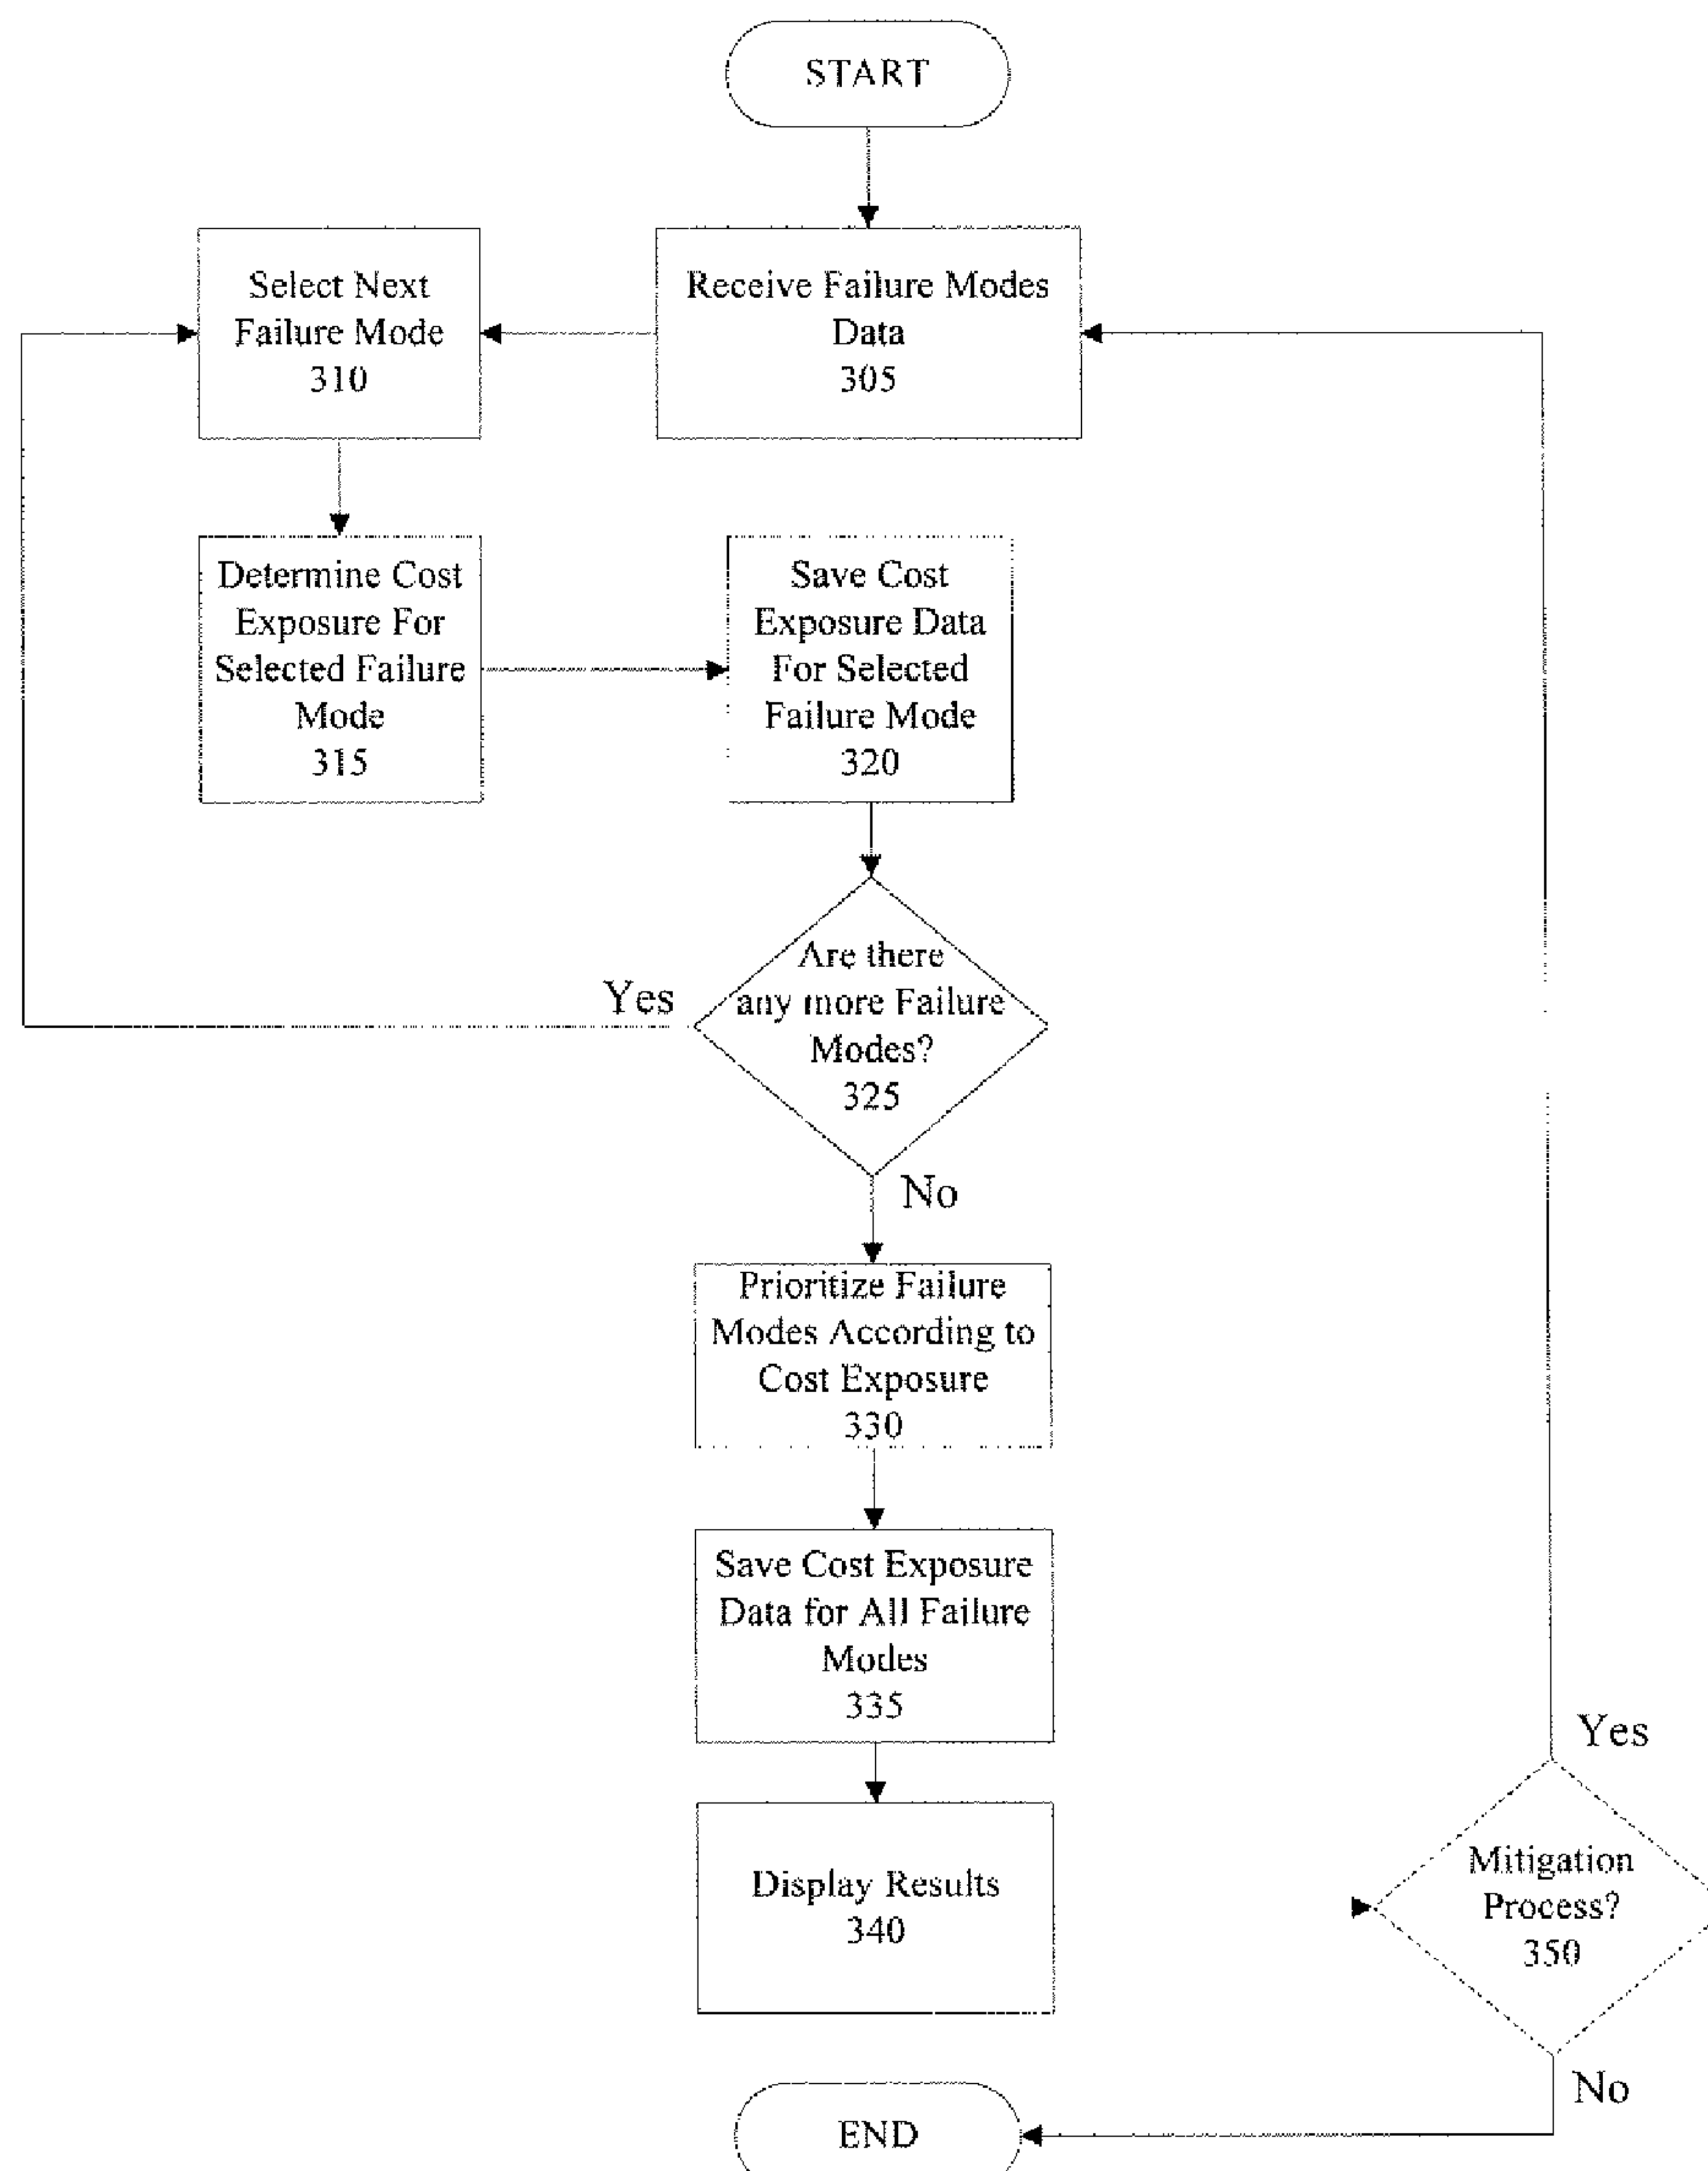 START
Select Next
Failure Mode
310
Receive Failure Modes
Data
305
Determine Cost
Exposure For
Selected Failure
Mode
315
Save Cost
Exposure Data
For Selected
Failure Mode
320
Are there
any more Failure
Modes?
325
Yes
No
Prioritize Failure
Modes According to
Cost Exposure
330
Save Cost Exposure
Data for All Failure
Modes
335
Display Results
340
Yes
Mitigation
Process?
350
No
END